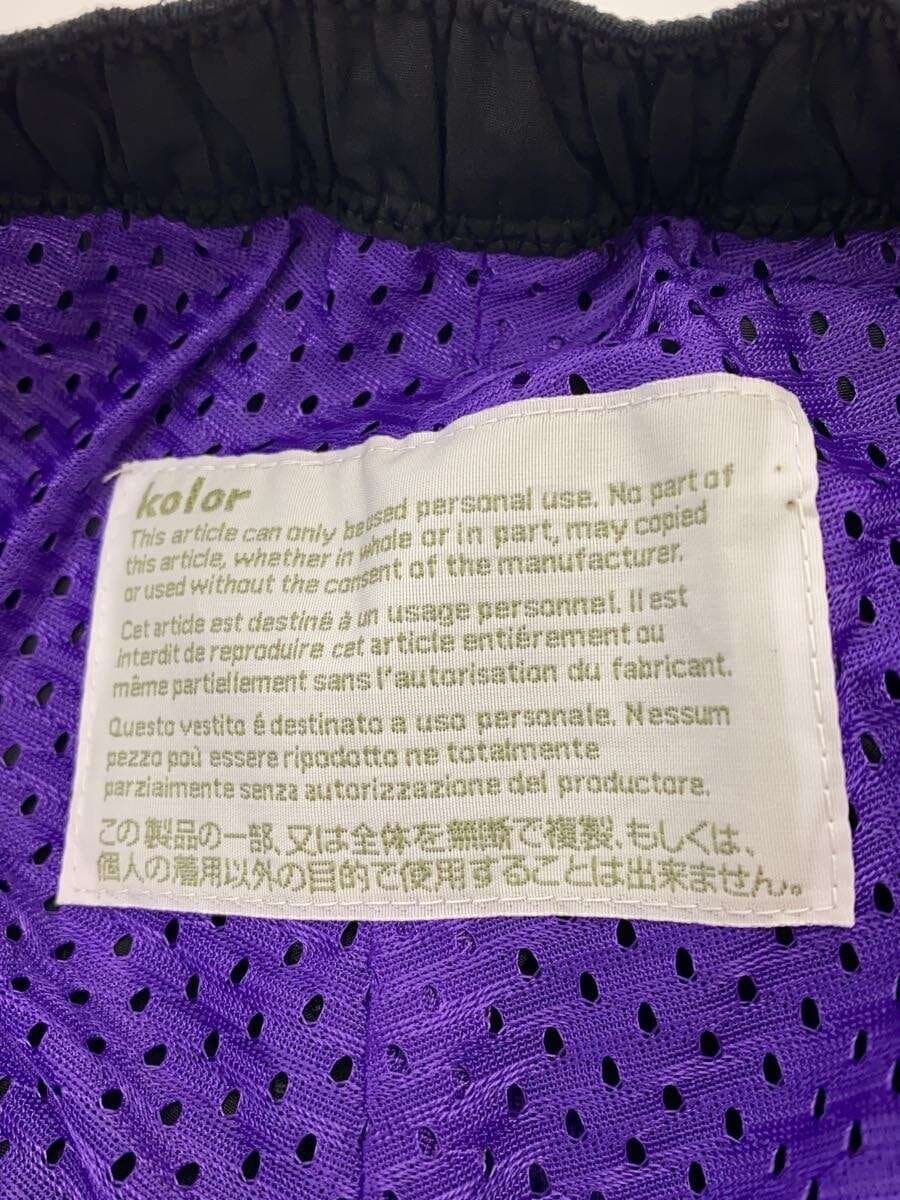 kolor
This article can only be used personal use. No part of
this article, whether in whole or in part, may copied
or used without the consent of the manufacturer.
Cet article est destiné à un usage personnel. Il est
interdit de reproduire cet article entiérement ou
même partiellement sans l'autorisation du fabricant.
Questo vestito é destinato a uso personale. Nessum
pezzo poù essere ripodotto ne totalmente
parziaimente senza autorizzazione del productore.
この製品の一部、又は全体を無断で複製、もしくは、
個人の着用以外の目的で使用することは出来ません。